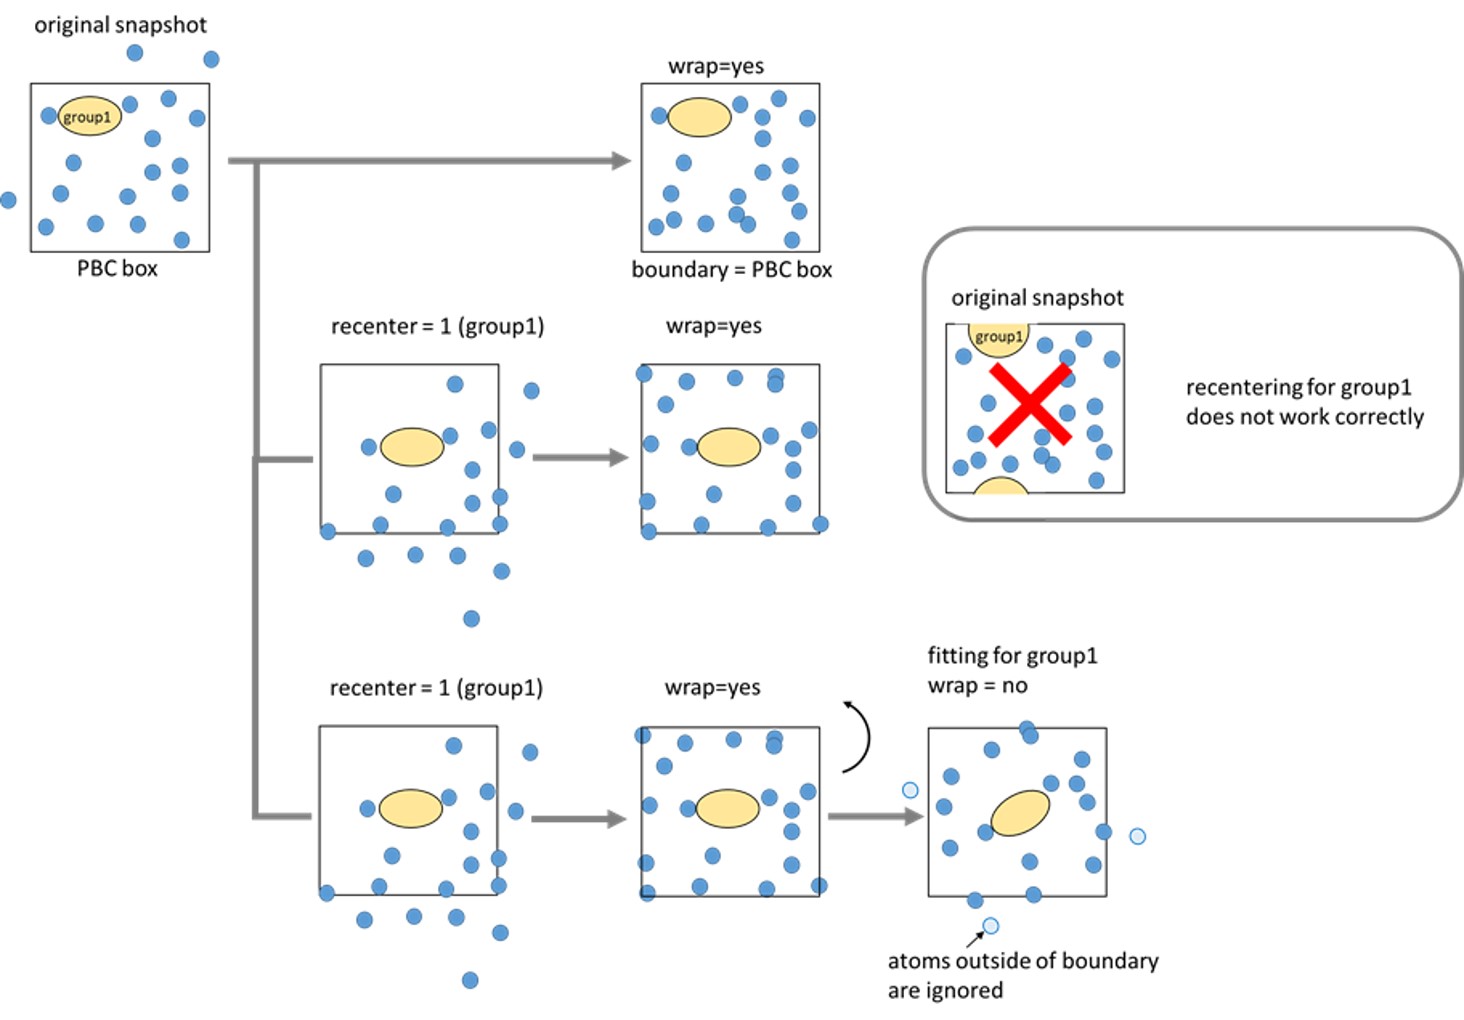 original snapshot
group1
PBC box
wrap=yes
boundary = PBC box
recenter = 1 (group1)
wrap=yes
original snapshot
group1
recentering for group1
does not work correctly
recenter = 1 (group1)
wrap=yes
fitting for group1
wrap = no
atoms outside of boundary
are ignored